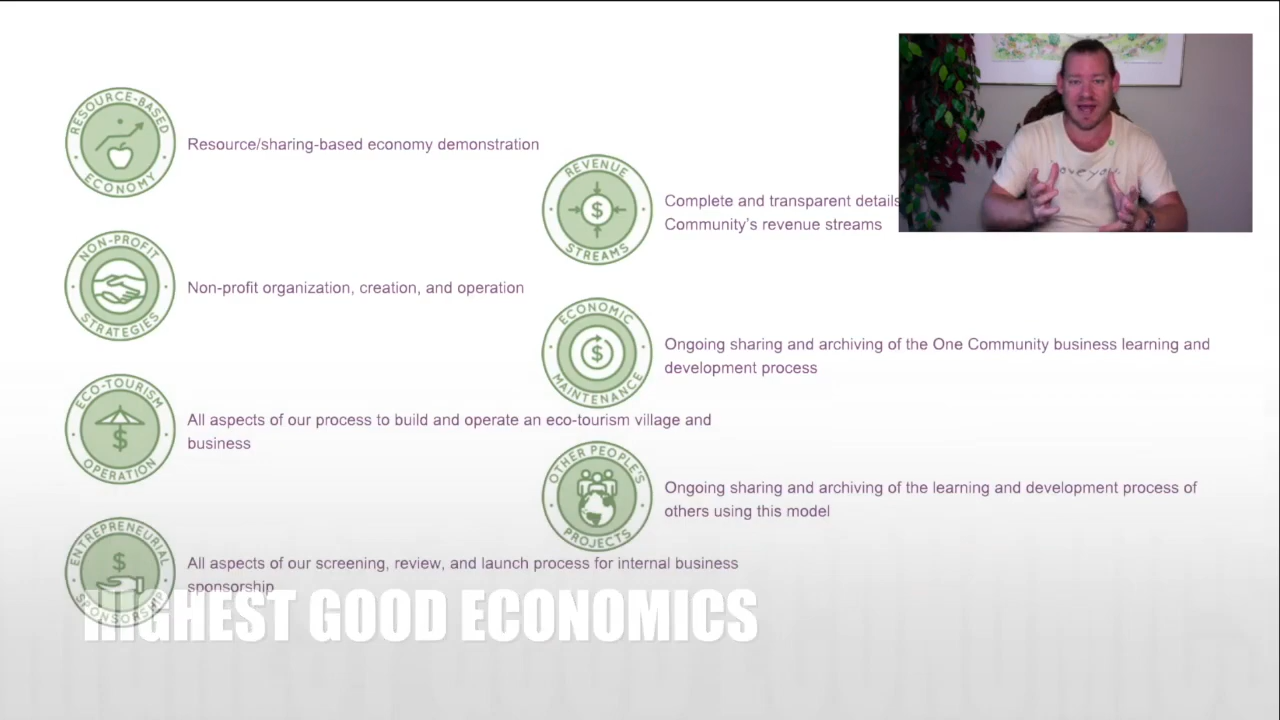 RESOURCE-BASED
ECONOMY
Resource/sharing-based economy demonstration
REVENUE
STREAMS
Complete and transparent details
Community's revenue streams
NON-PROFIT
STRATEGIES
Non-profit organization, creation, and operation
ECONOMIC
MAINTENANCE
Ongoing sharing and archiving of the One Community business learning and
development process
ECO-TOURISM
OPERATION
All aspects of our process to build and operate an eco-tourism village and
business
OTHER PEOPLE'S
PROJECTS
Ongoing sharing and archiving of the learning and development process of
others using this model
ENTREPRENEURIAL
SPONSORSHIP
All aspects of our screening, review, and launch process for internal business
sponsorship
HIGHEST GOOD ECONOMICS